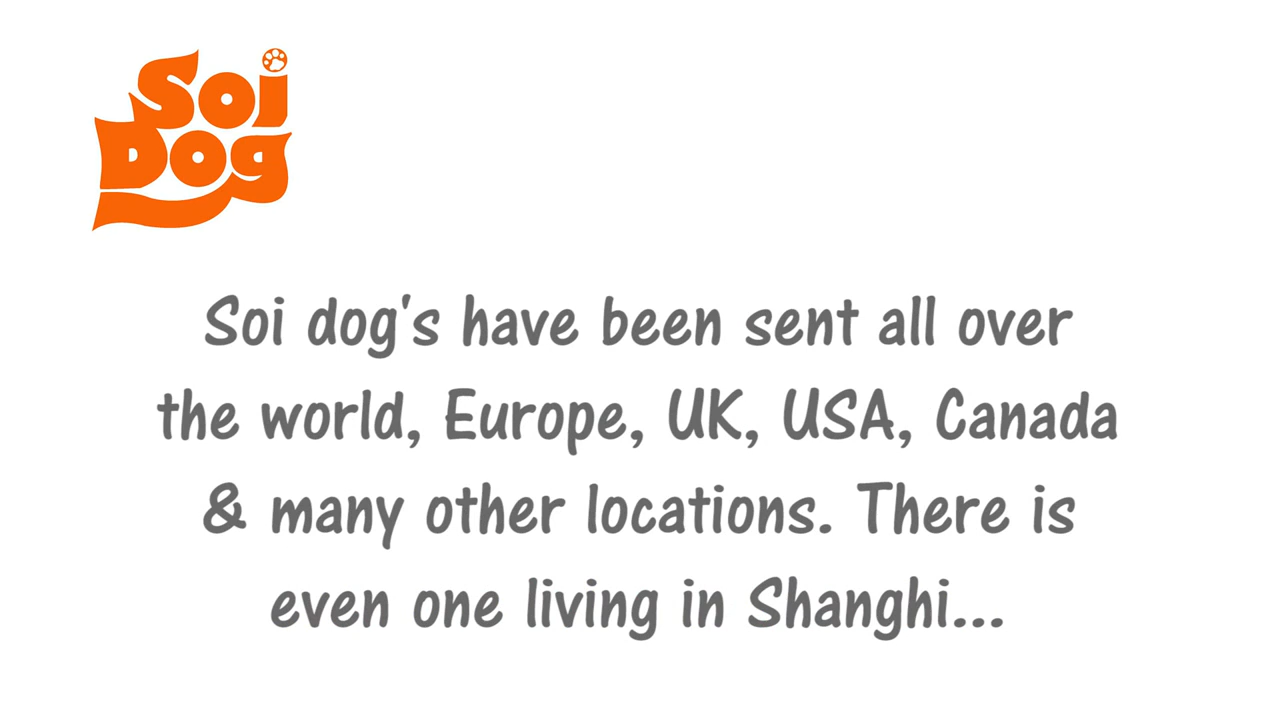 Soi
Dog
Soi dog's have been sent all over
the world, Europe, UK, USA, Canada
& many other locations. There is
even one living in Shanghi...